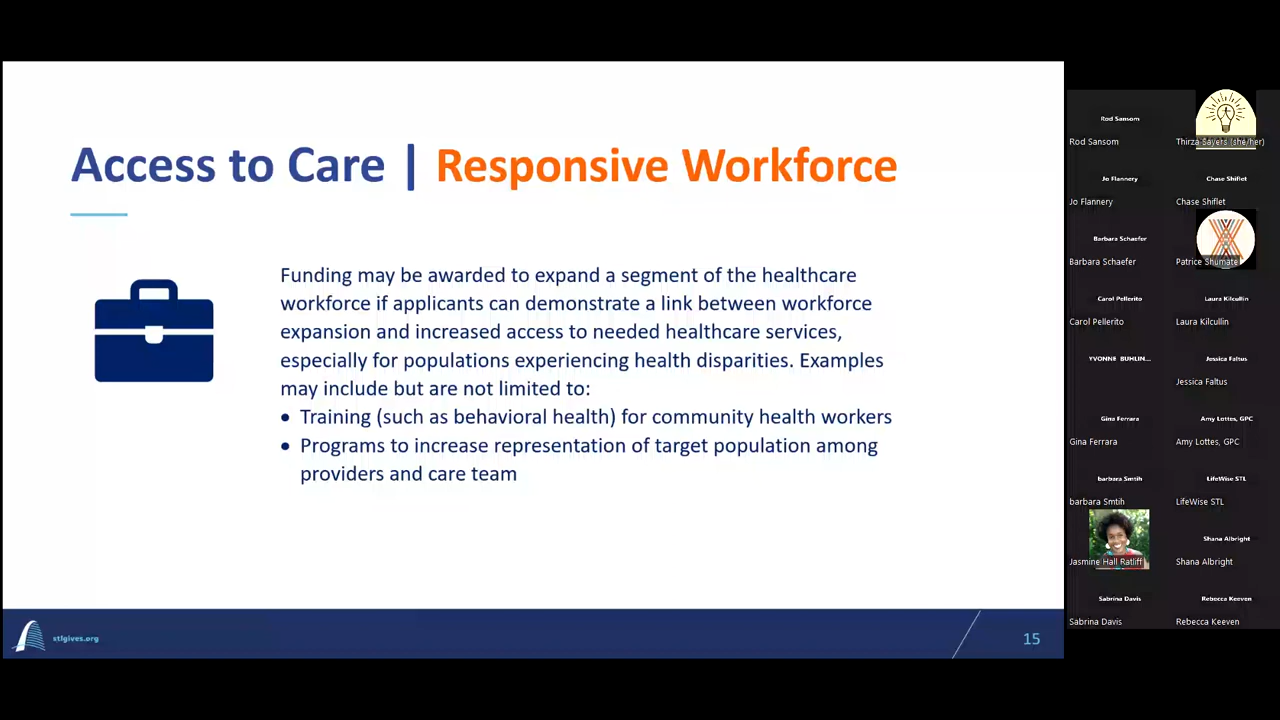 Access to Care | Responsive Workforce
Funding may be awarded to expand a segment of the healthcare
workforce if applicants can demonstrate a link between workforce
expansion and increased access to needed healthcare services,
especially for populations experiencing health disparities. Examples
may include but are not limited to:
• Training (such as behavioral health) for community health workers
• Programs to increase representation of target population among
providers and care team
stlgives.org
15
Rod Sansom
Rod Sansom
Thirza Sayers (she/her)
Jo Flannery
Chase Shiflet
Jo Flannery
Chase Shiflet
Barbara Schaefer
Barbara Schaefer
Patrice Shumate
Carol Pellerito
Laura Kilcullin
Carol Pellerito
Laura Kilcullin
YVONNE BUHLIN...
Jessica Faltus
Jessica Faltus
Gina Ferrara
Amy Lottes, GPC
Gina Ferrara
Amy Lottes, GPC
barbara Smtih
LifeWise STL
barbara Smtih
LifeWise STL
Shana Albright
Jasmine Hall Ratliff
Shana Albright
Sabrina Davis
Rebecca Keeven
Sabrina Davis
Rebecca Keeven